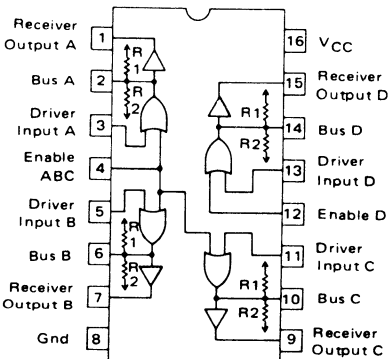 Receiver
Output A
1
R
1
Bus A
2
R
2
Driver
Input A
3
Enable
ABC
4
Driver
Input B
5
R
1
Bus B
6
R
2
Receiver
Output B
7
Gnd
8
16
VCC
15
Receiver
Output D
R1
14
Bus D
R2
13
Driver
Input D
12
Enable D
11
Driver
Input C
R1
10
Bus C
R2
9
Receiver
Output C